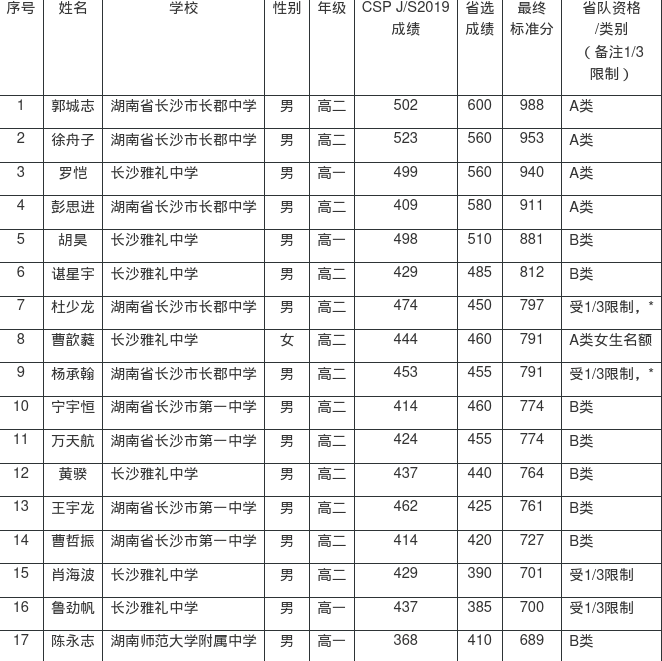 序号 姓名 学校 性别 年级 CSP J/S2019 成绩 省选成绩 最终标准分 省队资格/类别（备注1/3限制）
1 郭城志 湖南省长沙市长郡中学 男 高二 502 600 988 A类
2 徐舟子 湖南省长沙市长郡中学 男 高二 523 560 953 A类
3 罗恺 长沙雅礼中学 男 高一 499 560 940 A类
4 彭思进 湖南省长沙市长郡中学 男 高二 409 580 911 A类
5 胡昊 长沙雅礼中学 男 高一 498 510 881 B类
6 谌星宇 长沙雅礼中学 男 高二 429 485 812 B类
7 杜少龙 湖南省长沙市长郡中学 男 高二 474 450 797 受1/3限制，*
8 曹歆蕤 长沙雅礼中学 女 高二 444 460 791 A类女生名额
9 杨承翰 湖南省长沙市长郡中学 男 高二 453 455 791 受1/3限制，*
10 宁宇恒 湖南省长沙市第一中学 男 高二 414 460 774 B类
11 万天航 湖南省长沙市第一中学 男 高二 424 455 774 B类
12 黄骙 长沙雅礼中学 男 高二 437 440 764 B类
13 王宇龙 湖南省长沙市第一中学 男 高二 462 425 761 B类
14 曹哲振 湖南省长沙市第一中学 男 高二 414 420 727 B类
15 肖海波 长沙雅礼中学 男 高二 429 390 701 受1/3限制
16 鲁劲帆 长沙雅礼中学 男 高一 437 385 700 受1/3限制
17 陈永志 湖南师范大学附属中学 男 高一 368 410 689 B类